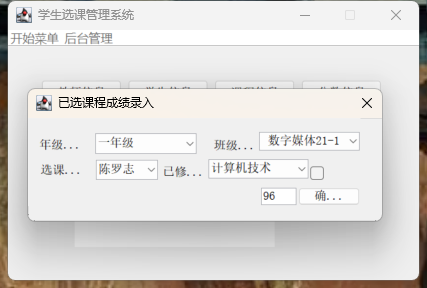 学生选课管理系统
开始菜单 后台管理
已选课程成绩录入
年级... 一年级 班级... 数字媒体21-1
选课... 陈罗志 已修... 计算机技术
96 确...